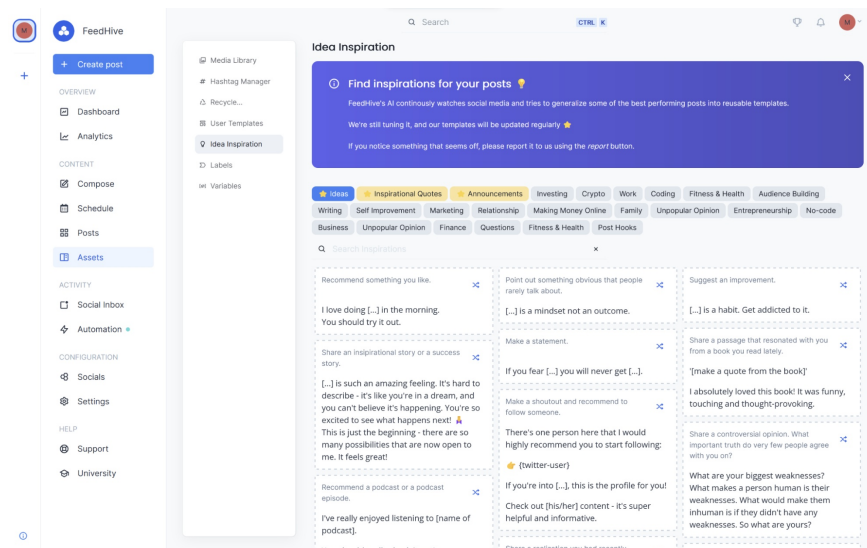 M
FeedHive
Search
CTRL K
M
+ Create post
OVERVIEW
Dashboard
Analytics
CONTENT
Compose
Schedule
Posts
Assets
ACTIVITY
Social Inbox
Automation
CONFIGURATION
Socials
Settings
HELP
Support
University
Media Library
# Hashtag Manager
Recycle...
User Templates
Idea Inspiration
Labels
Variables
Idea Inspiration
Find inspirations for your posts 💡
FeedHive's AI continously watches social media and tries to generalize some of the best performing posts into reusable templates.
We're still tuning it, and our templates will be updated regularly ⭐
If you notice something that seems off, please report it to us using the report button.
⭐ Ideas ⭐ Inspirational Quotes ⭐ Announcements Investing Crypto Work Coding Fitness & Health Audience Building
Writing Self Improvement Marketing Relationship Making Money Online Family Unpopular Opinion Entrepreneurship No-code
Business Unpopular Opinion Finance Questions Fitness & Health Post Hooks
Search Inspirations
Recommend something you like.
I love doing [...] in the morning.
You should try it out.
Share an insipirational story or a success
story.
[...] is such an amazing feeling. It's hard to
describe - it's like you're in a dream, and
you can't believe it's happening. You're so
excited to see what happens next!
This is just the beginning - there are so
many possibilities that are now open to
me. It feels great!
Recommend a podcast or a podcast
episode.
I've really enjoyed listening to [name of
podcast].
Point out something obvious that people
rarely talk about.
[...] is a mindset not an outcome.
Make a statement.
If you fear [...] you will never get [...].
Make a shoutout and recommend to
follow someone.
There's one person here that I would
highly recommend you to start following:
👉 {twitter-user}
If you're into [...], this is the profile for you!
Check out [his/her] content - it's super
helpful and informative.
Suggest an improvement.
[...] is a habit. Get addicted to it.
Share a passage that resonated with you
from a book you read lately.
'[make a quote from the book]'
I absolutely loved this book! It was funny,
touching and thought-provoking.
Share a controversial opinion. What
important truth do very few people agree
with you on?
What are your biggest weaknesses?
What makes a person human is their
weaknesses. What would make them
inhuman is if they didn't have any
weaknesses. So what are yours?